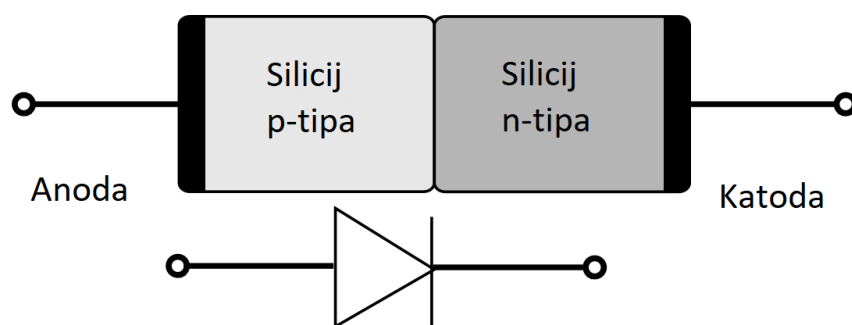 Silicij
p-tipa
Silicij
n-tipa
Anoda
Katoda